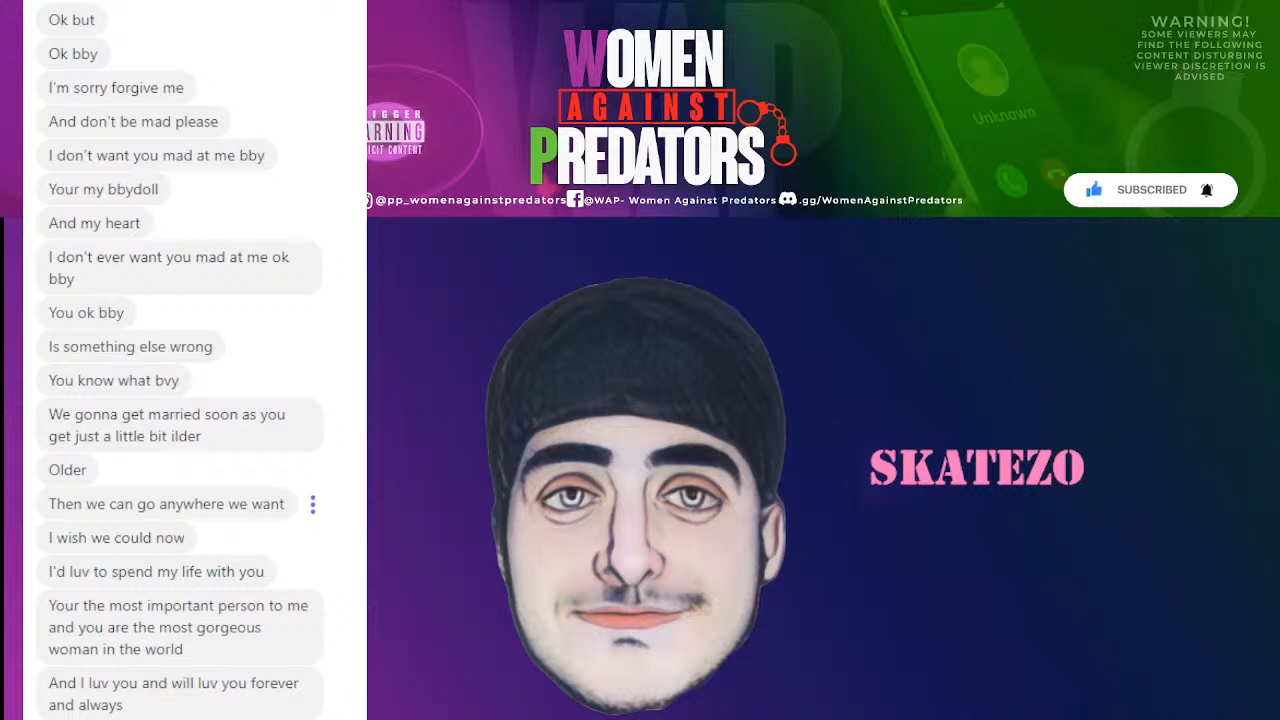 Ok but
Ok bby
I'm sorry forgive me
Ahh don't be mad please
I don't want you mad at me bby
Your my bbydoll
And my heart
I don't ever want you mad at me ok
bby
You ok bby
Is something else wrong
You know what bvy
We gonna get married soon as you
get just a little bit ilder
Older
Then we can go anywhere we want
I wish we could now
I'd luv to spend my life with you
Your the most important person to me
and you are the most gorgeous
woman in the world
And I luv you and will luv you forever
and always
WOMEN
AGAINST
PREDATORS
IGGER
ARNING
ICIT CONTENT
@pp_womenagainstpredators
@WAP- Women Against Predators
.gg/WomenAgainstPredators
WARNING!
SOME VIEWERS MAY
FIND THE FOLLOWING
CONTENT DISTURBING
VIEWER DISCRETION IS
ADVISED
Unknown
SUBSCRIBED
SKATEZO